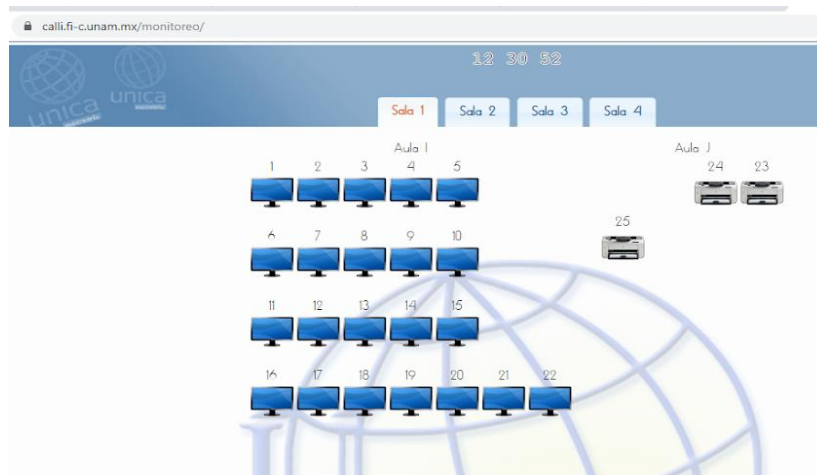 calli.fi-c.unam.mx/monitoreo/
12 30 52
unica
unica
Sala 1 Sala 2 Sala 3 Sala 4
Aula I Aula J
1 2 3 4 5 24 23
25
6 7 8 9 10
11 12 13 14 15
16 17 18 19 20 21 22